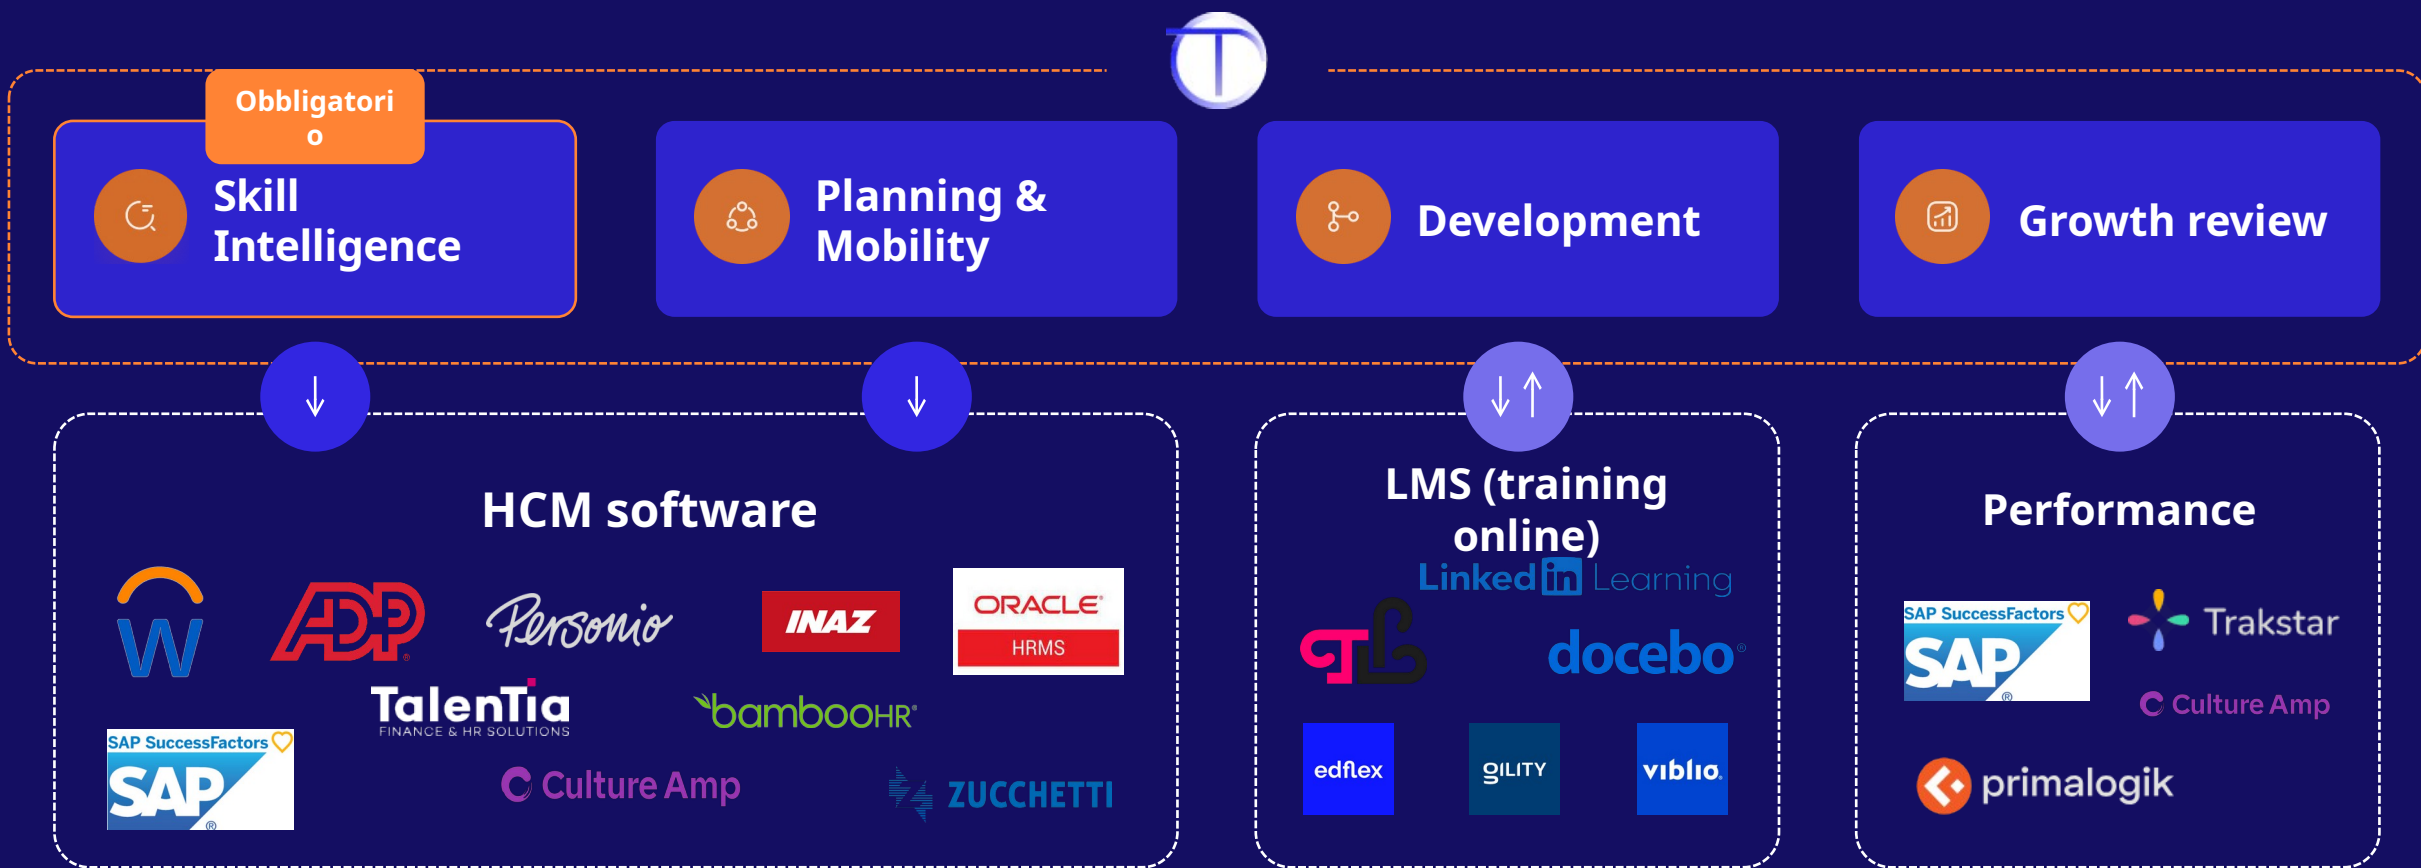 T
Obbligatori
o
Skill
Intelligence
Planning &
Mobility
Development
Growth review
HCM software
W
ADP®
Personio
INAZ
ORACLE®
HRMS
TalenTia
FINANCE & HR SOLUTIONS
bambooHR®
SAP SuccessFactors
SAP
®
Culture Amp
ZUCCHETTI
LMS (training
online)
Linked in Learning
docebo®
edflex
gILITY
vıblıo.
Performance
SAP SuccessFactors
SAP
®
Trakstar
Culture Amp
primalogik